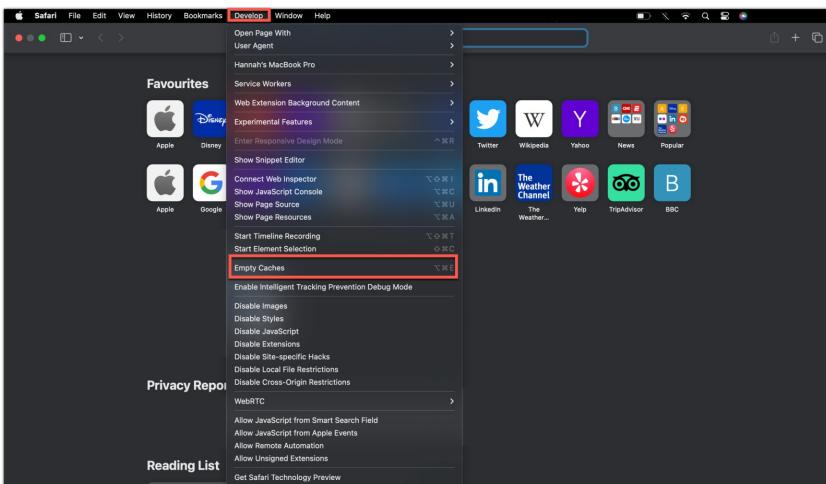 Safari File Edit View History Bookmarks Develop Window Help
Open Page With
User Agent
Hannah's MacBook Pro
Service Workers
Web Extension Background Content
Experimental Features
Enter Responsive Design Mode ^⌘R
Show Snippet Editor
Connect Web Inspector ⌥⇧⌘I
Show JavaScript Console ⌥⌘C
Show Page Source ⌥⌘U
Show Page Resources ⌥⌘A
Start Timeline Recording ⌥⇧⌘T
Start Element Selection ⇧⌘C
Empty Caches ⌥⌘E
Enable Intelligent Tracking Prevention Debug Mode
Disable Images
Disable Styles
Disable JavaScript
Disable Extensions
Disable Site-specific Hacks
Disable Local File Restrictions
Disable Cross-Origin Restrictions
WebRTC
Allow JavaScript from Smart Search Field
Allow JavaScript from Apple Events
Allow Remote Automation
Allow Unsigned Extensions
Get Safari Technology Preview
Favourites
Disney
W
Y
Apple Disney Twitter Wikipedia Yahoo News Popular
G
in
The
Weather
Channel
B
Apple Google LinkedIn The Weather... Yelp TripAdvisor BBC
Privacy Repor
Reading List